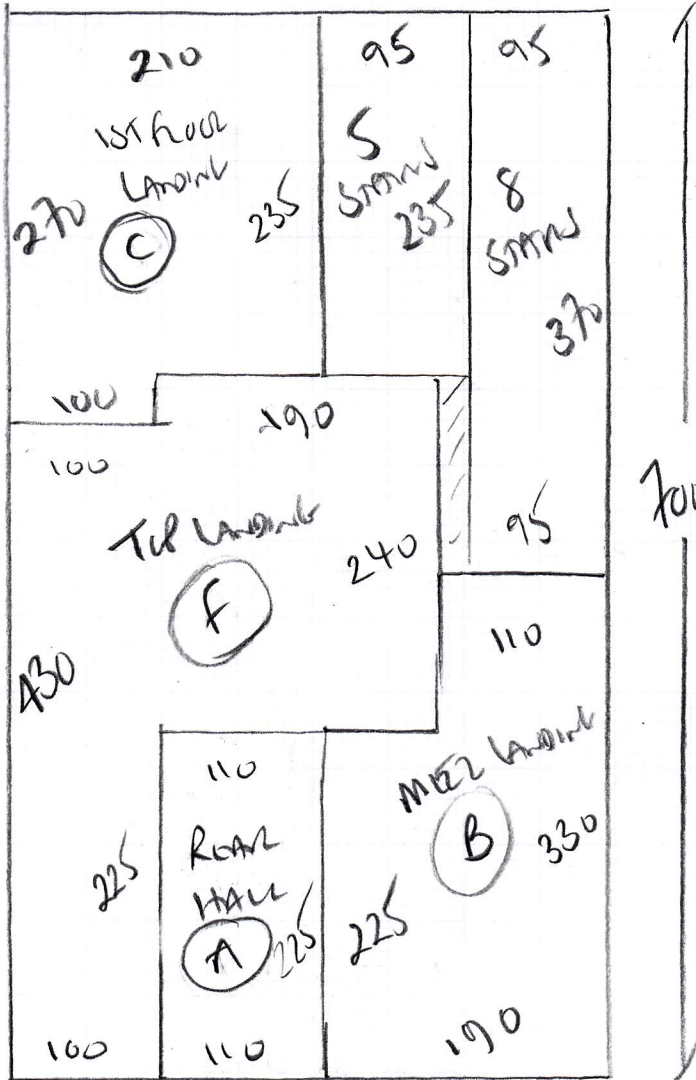 210
95
95
1ST FLOOR
LANDING
270
235
C
5
STAIRS
235
8
STAIRS
370
100
190
100
TOP LANDING
240
95
700
F
110
430
110
MEZZ LANDING
REAR
HALL
B
330
225
225
225
A
100
110
190